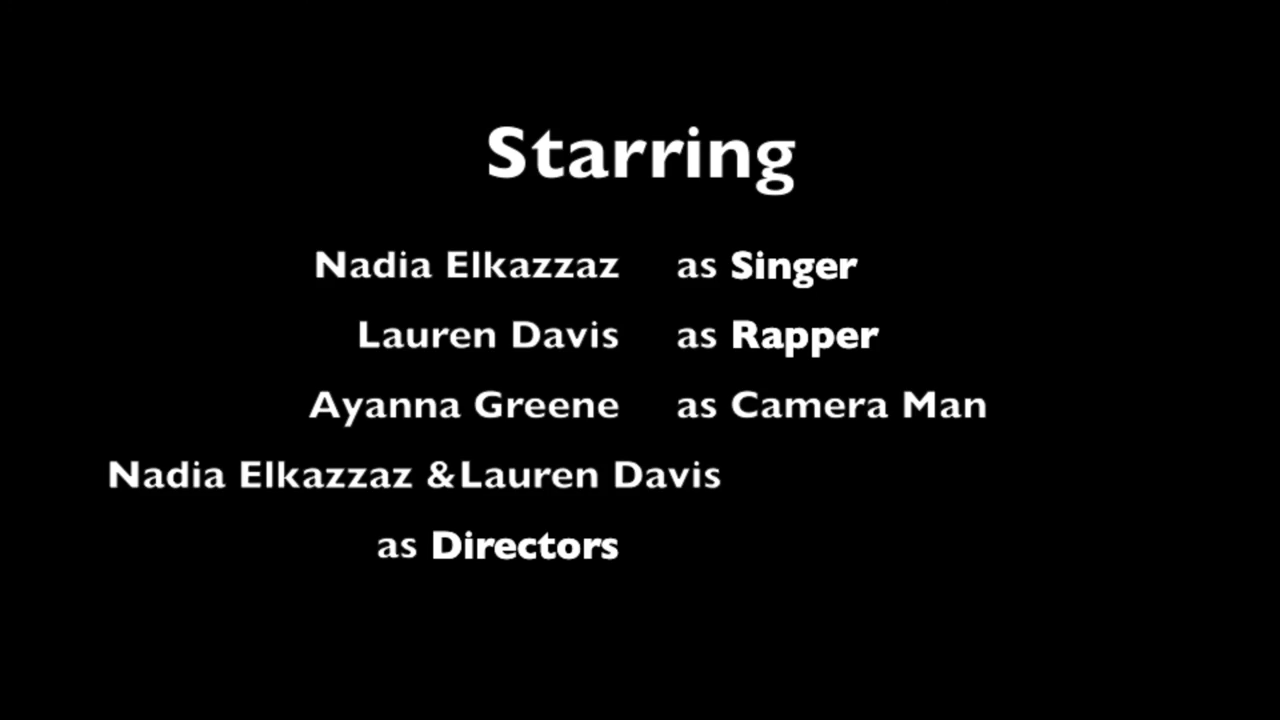 Starring
Nadia Elkazzaz as Singer
Lauren Davis as Rapper
Ayanna Greene as Camera Man
Nadia Elkazzaz &Lauren Davis
as Directors